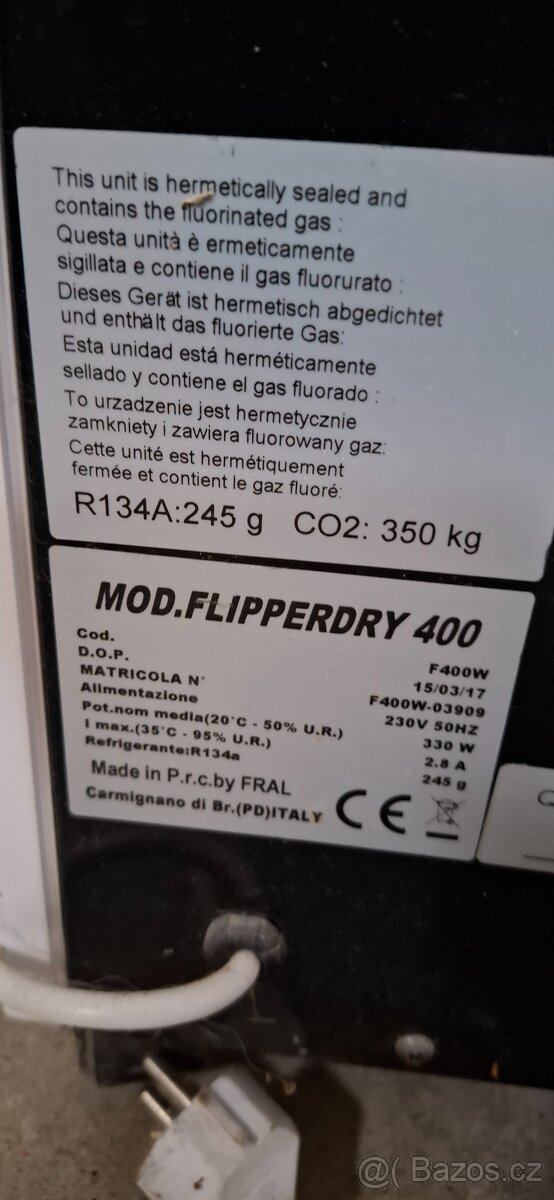 This unit is hermetically sealed and
contains the fluorinated gas :
Questa unità è ermeticamente
sigillata e contiene il gas fluorurato :
Dieses Gerät ist hermetisch abgedichtet
und enthält das fluorierte Gas:
Esta unidad está herméticamente
sellado y contiene el gas fluorado :
To urzadzenie jest hermetycznie
zamkniety i zawiera fluorowany gaz:
Cette unité est hermétiquement
fermée et contient le gaz fluoré:
R134A:245 g CO2: 350 kg
MOD.FLIPPERDRY 400
Cod. F400W
D.O.P. 15/03/17
MATRICOLA N° F400W-03909
Alimentazione 230V 50HZ
Pot.nom media(20°C - 50% U.R.) 330 W
I max.(35°C - 95% U.R.) 2.8 A
Refrigerante:R134a 245 g
Made in P.r.c.by FRAL
Carmignano di Br.(PD)ITALY CE
@( Bazos.cz